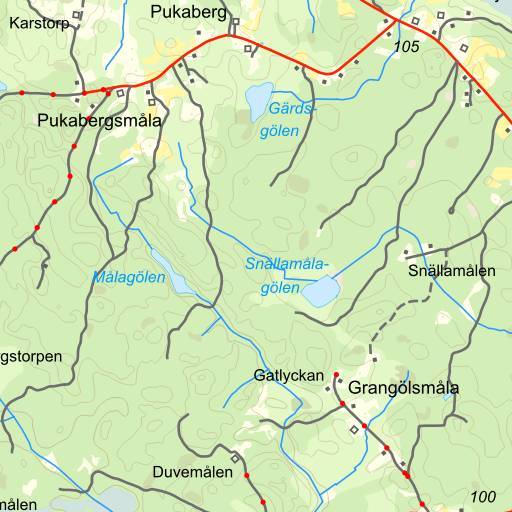 Karstorp
Pukaberg
105
Gärds-
gölen
Pukabergsmåla
Snällamåla-
gölen
Målagölen
Snällamålen
gstorpen
Gatlyckan
Grangölsmåla
Duvemålen
100
målen